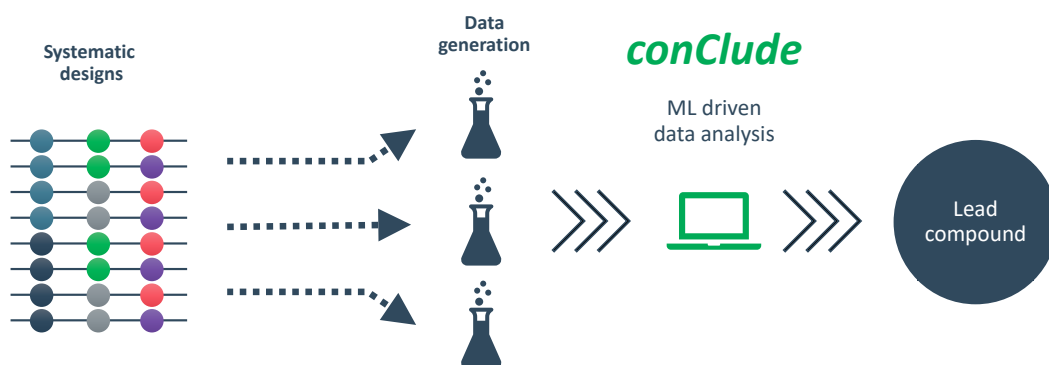 Systematic
designs
Data
generation
conClude
ML driven
data analysis
Lead
compound